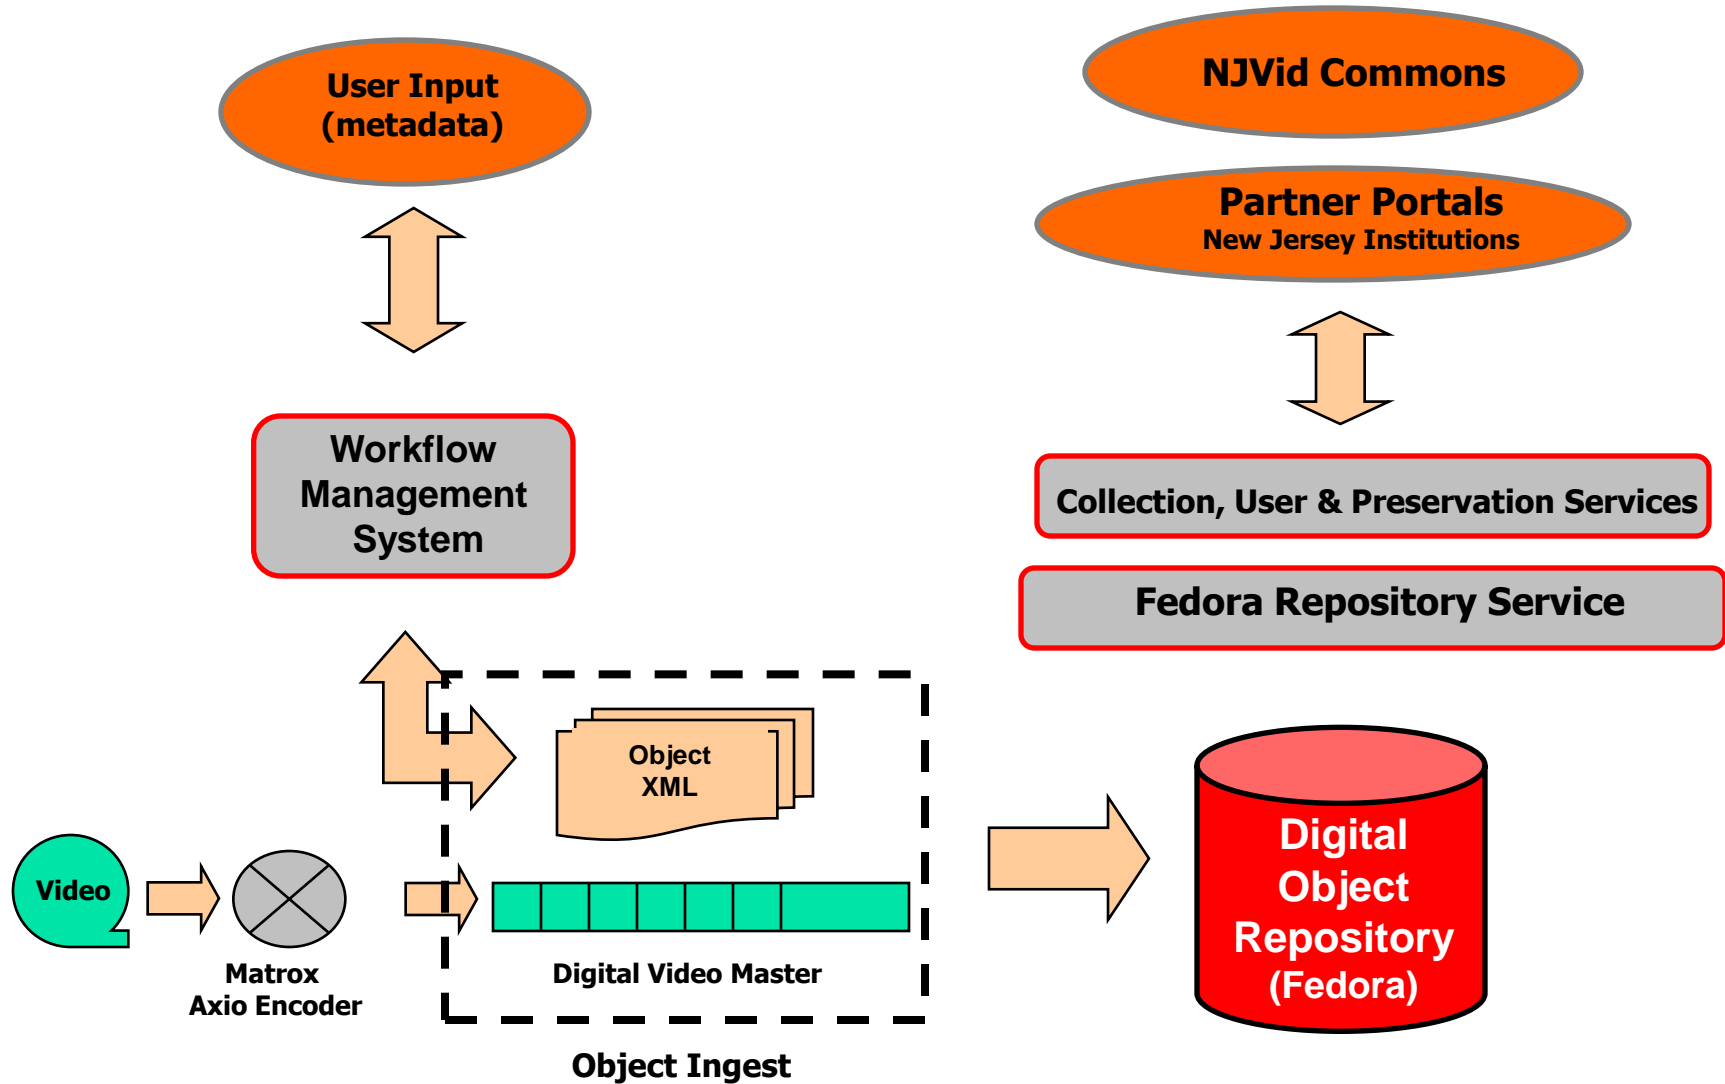 User Input
(metadata)
NJVid Commons
Partner Portals
New Jersey Institutions
Workflow
Management
System
Collection, User & Preservation Services
Fedora Repository Service
Object
XML
Video
Matrox
Axio Encoder
Digital Video Master
Object Ingest
Digital
Object
Repository
(Fedora)